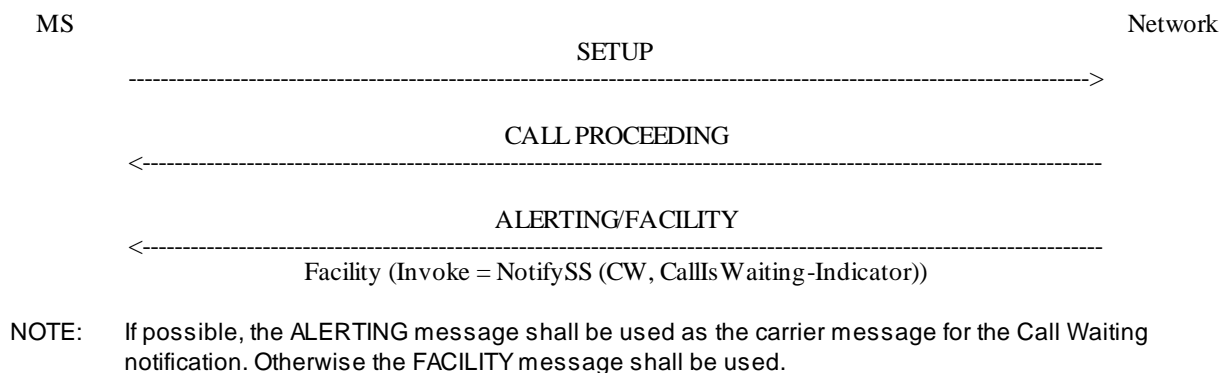 MS Network
SETUP
------------------------------------------------------------------------------------------------------------------------>
CALL PROCEEDING
<------------------------------------------------------------------------------------------------------------------------
ALERTING/FACILITY
<------------------------------------------------------------------------------------------------------------------------
Facility (Invoke = NotifySS (CW, CallIsWaiting-Indicator))
NOTE: If possible, the ALERTING message shall be used as the carrier message for the Call Waiting
notification. Otherwise the FACILITY message shall be used.